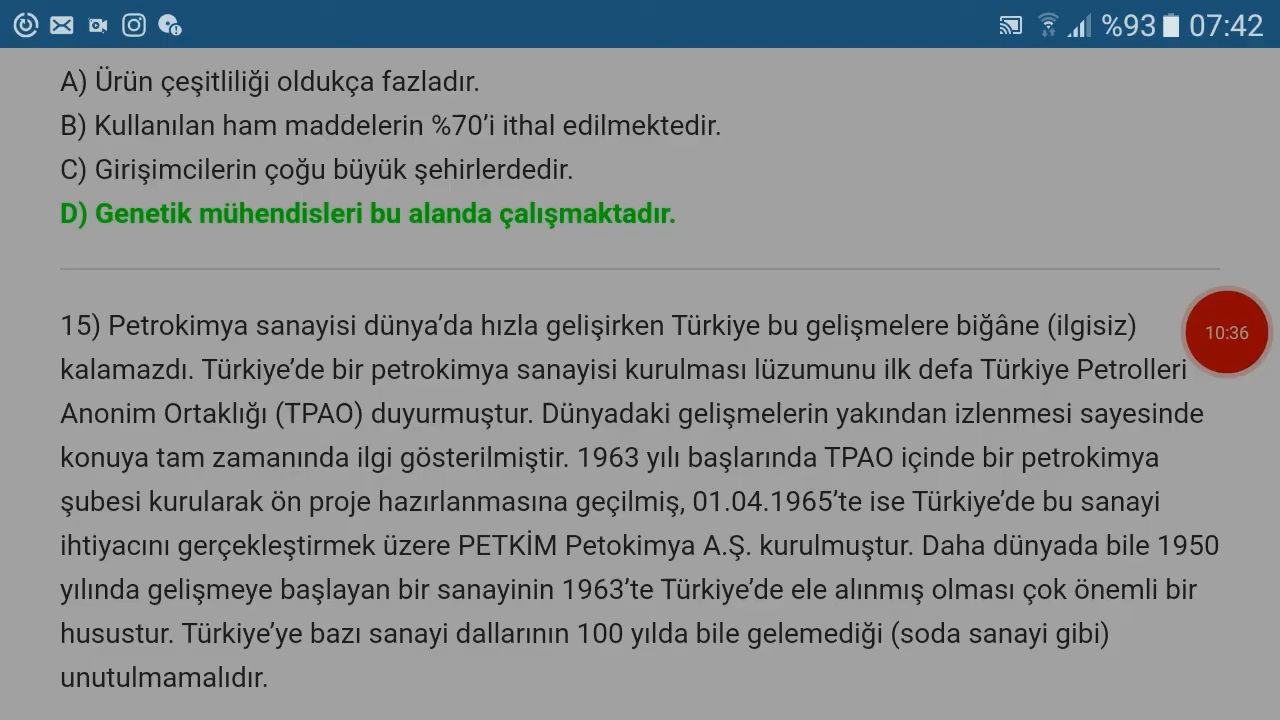 %93 07:42
A) Ürün çeşitliliği oldukça fazladır.
B) Kullanılan ham maddelerin %70’i ithal edilmektedir.
C) Girişimcilerin çoğu büyük şehirlerdedir.
D) Genetik mühendisleri bu alanda çalışmaktadır.
15) Petrokimya sanayisi dünya’da hızla gelişirken Türkiye bu gelişmelere biğâne (ilgisiz)
10:36
kalamazdı. Türkiye’de bir petrokimya sanayisi kurulması lüzumunu ilk defa Türkiye Petrolleri
Anonim Ortaklığı (TPAO) duyurmuştur. Dünyadaki gelişmelerin yakından izlenmesi sayesinde
konuya tam zamanında ilgi gösterilmiştir. 1963 yılı başlarında TPAO içinde bir petrokimya
şubesi kurularak ön proje hazırlanmasına geçilmiş, 01.04.1965’te ise Türkiye’de bu sanayi
ihtiyacını gerçekleştirmek üzere PETKİM Petokimya A.Ş. kurulmuştur. Daha dünyada bile 1950
yılında gelişmeye başlayan bir sanayinin 1963’te Türkiye’de ele alınmış olması çok önemli bir
husustur. Türkiye’ye bazı sanayi dallarının 100 yılda bile gelemediği (soda sanayi gibi)
unutulmamalıdır.